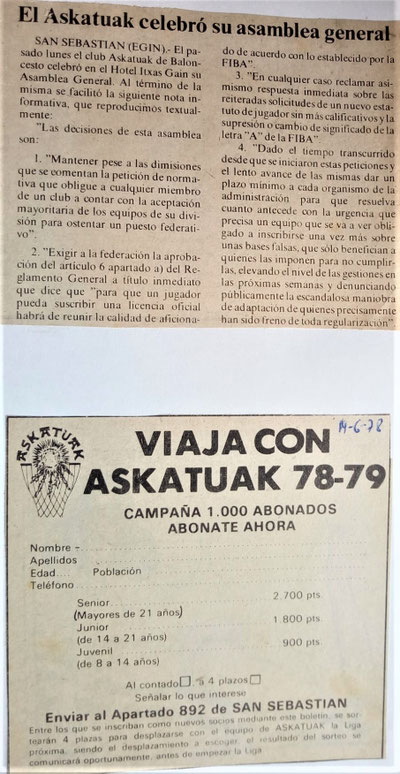 El Askatuak celebró su asamblea general
SAN SEBASTIAN (EGIN).- El pa-
sado lunes el club Askatuak de Balon-
cesto celebró en el Hotel Itxas Gain su
Asamblea General. Al término de la
misma se facilitó la siguiente nota in-
formativa, que reproducimos textual-
mente:
"Las decisiones de esta asamblea
son:
1. "Mantener pese a las dimisiones
que se comentan la petición de norma-
tiva que obligue a cualquier miembro
de un club a contar con la aceptación
mayoritaria de los equipos de su divi-
sión para ostentar un puesto federati-
vo".
2. "Exigir a la federación la aproba-
ción del artículo 6 apartado a) del Re-
glamento General a título inmediato
que dice que "para que un jugador
pueda suscribir una licencia oficial
habrá de reunir la calidad de aficiona-
do de acuerdo con lo establecido por la
FIBA".
3. "En cualquier caso reclamar asi-
mismo respuesta inmediata sobre las
reiteradas solicitudes de un nuevo esta-
tuto de jugador sin más calificativos y la
supresión o cambio de significado de la
letra "A" de la FIBA".
4. "Dado el tiempo transcurrido
desde que se iniciaron estas peticiones y
el lento avance de las mismas dar un
plazo mínimo a cada organismo de la
administración para que resuelva
cuanto antecede con la urgencia que
precisa un equipo que se va a ver obli-
gado a inscribirse una vez más sobre
unas bases falsas, que sólo benefician a
quienes las imponen para no cumplir-
las, elevando el nivel de las gestiones en
las próximas semanas y denunciando
públicamente la escandalosa maniobra
de adaptación de quienes precisamente
han sido freno de toda regularización"
14-6-78
ASKATUAK
VIAJA CON
ASKATUAK 78-79
CAMPAÑA 1.000 ABONADOS
ABONATE AHORA
Nombre
Apellidos
Edad.... Población
Teléfono
Senior 2.700 pts.
(Mayores de 21 años)
Junior 1.800 pts.
(de 14 a 21 años)
Juvenil 900 pts.
(de 8 a 14 años)
Al contado ó 4 plazos
Señalar lo que interese
Enviar al Apartado 892 de SAN SEBASTIAN
Entre los que se inscriban como nuevos socios mediante este boletín, se sor-
tearán 4 plazas para desplazarse con el equipo de ASKATUAK la Liga
próxima, siendo el desplazamiento a escoger, el resultado del sorteo se
comunicará oportunamente, antes de empezar la Liga